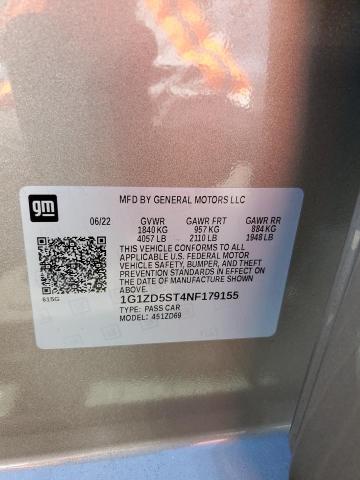 gm
MFD BY GENERAL MOTORS LLC
06/22 GVWR GAWR FRT GAWR RR
1840 KG 957 KG 884 KG
4057 LB 2110 LB 1948 LB
THIS VEHICLE CONFORMS TO ALL
APPLICABLE U.S. FEDERAL MOTOR
VEHICLE SAFETY, BUMPER, AND THEFT
PREVENTION STANDARDS IN EFFECT ON
THE DATE OF MANUFACTURE SHOWN
ABOVE.
61SG
1G1ZD5ST4NF179155
TYPE: PASS CAR
MODEL: 451ZD69